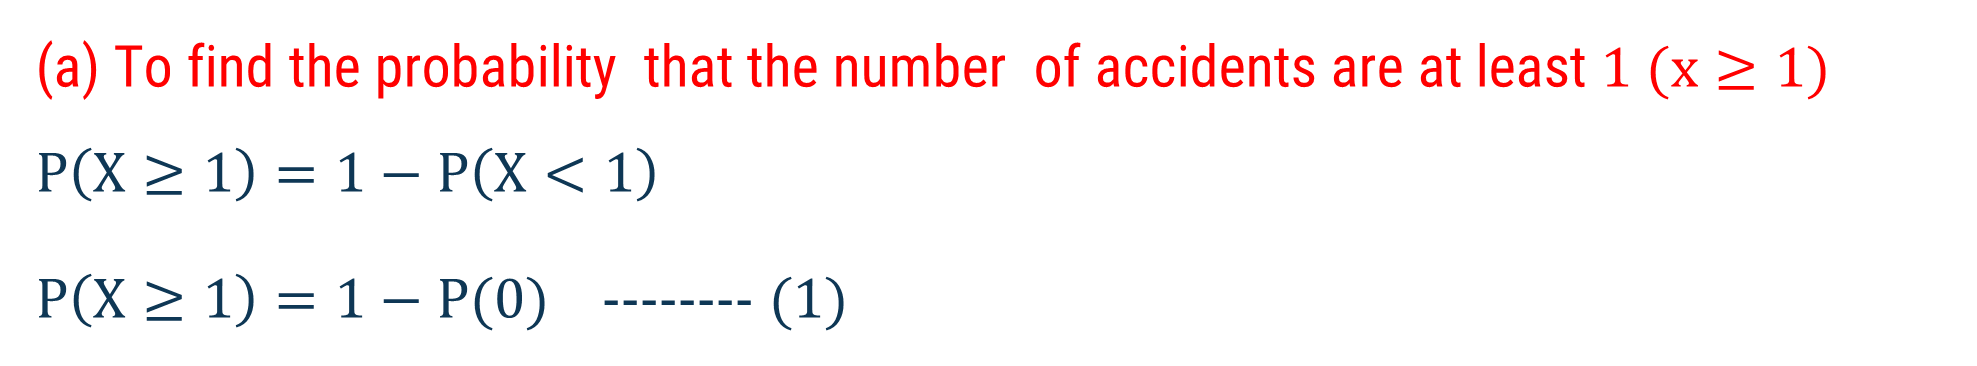 (a) To find the probability  that the number  of accidents are at least 1 (x ≥ 1)
P(X ≥ 1) = 1 − P(X < 1)
P(X ≥ 1) = 1 − P(0)   -------- (1)